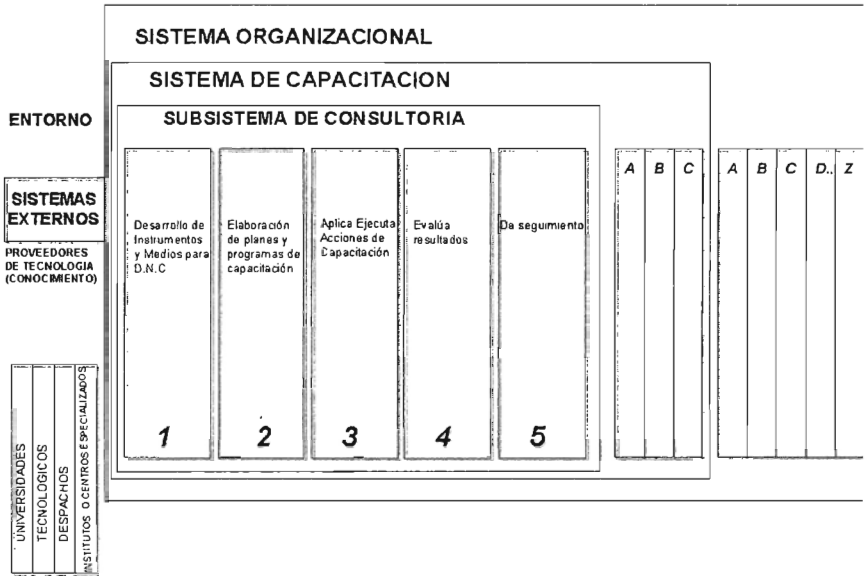 SISTEMA ORGANIZACIONAL
SISTEMA DE CAPACITACION
SUBSISTEMA DE CONSULTORIA
ENTORNO
SISTEMAS
EXTERNOS
PROVEEDORES
DE TECNOLOGIA
(CONOCIMIENTO)
UNIVERSIDADES
TECNOLOGICOS
DESPACHOS
INSTITUTOS O CENTROS ESPECIALIZADOS
Desarrollo de
Instrumentos
y Medios para
D.N.C
1
Elaboración
de planes y
programas de
capacitación
2
Aplica Ejecuta
Acciones de
Capacitación
3
Evalúa
resultados
4
Da seguimiento
5
A B C
A B C D.. Z